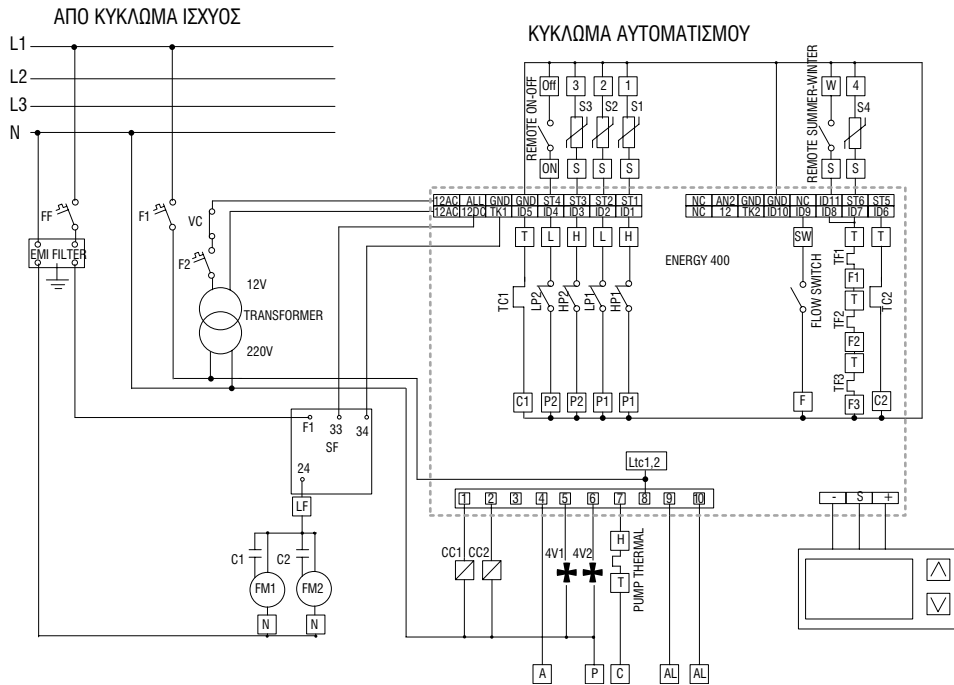 ΑΠΟ ΚΥΚΛΩΜΑ ΙΣΧΥΟΣ
ΚΥΚΛΩΜΑ ΑΥΤΟΜΑΤΙΣΜΟΥ
L1
L2
L3
N
REMOTE ON-OFF
Off
3
2
1
S3
S2
S1
ON
S
S
S
REMOTE SUMMER-WINTER
W
4
S4
S
S
12AC ALL GND GND ST4 ST3 ST2 ST1
12AC 12DC TK1 ID5 ID4 ID3 ID2 ID1
NC AN2 GND GND NC ID11 ST6 ST5
NC 12 TK2 ID10 ID9 ID8 ID7 ID6
FF
F1
VC
F2
EMI FILTER
12V
TRANSFORMER
220V
T
L
H
L
H
TC1
LP2
HP2
LP1
HP1
C1
P2
P2
P1
P1
ENERGY 400
SW
T
T
FLOW SWITCH
TF1
F1
T
TF2
F2
T
TF3
F3
TC2
F
C2
F1
33
34
SF
24
LF
C1
C2
FM1
FM2
N
N
Ltc1,2
1 2 3 4 5 6 7 8 9 10
CC1
CC2
4V1
4V2
H
T
PUMP THERMAL
A
P
C
AL
AL
- S +